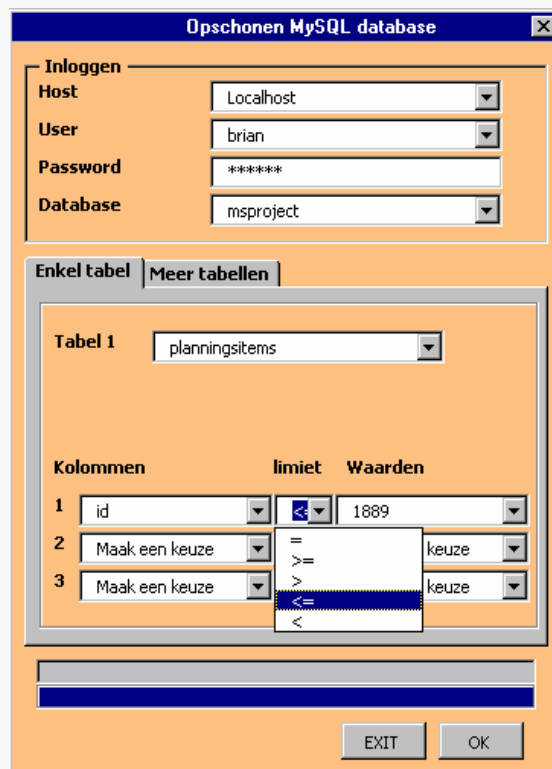 Opschonen MySQL database
Inloggen
Host Localhost
User brian
Password ******
Database msproject
Enkel tabel Meer tabellen
Tabel 1 planningsitems
Kolommen limiet Waarden
1 id <= 1889
2 Maak een keuze = keuze
>=
3 Maak een keuze > keuze
<=
<
EXIT OK